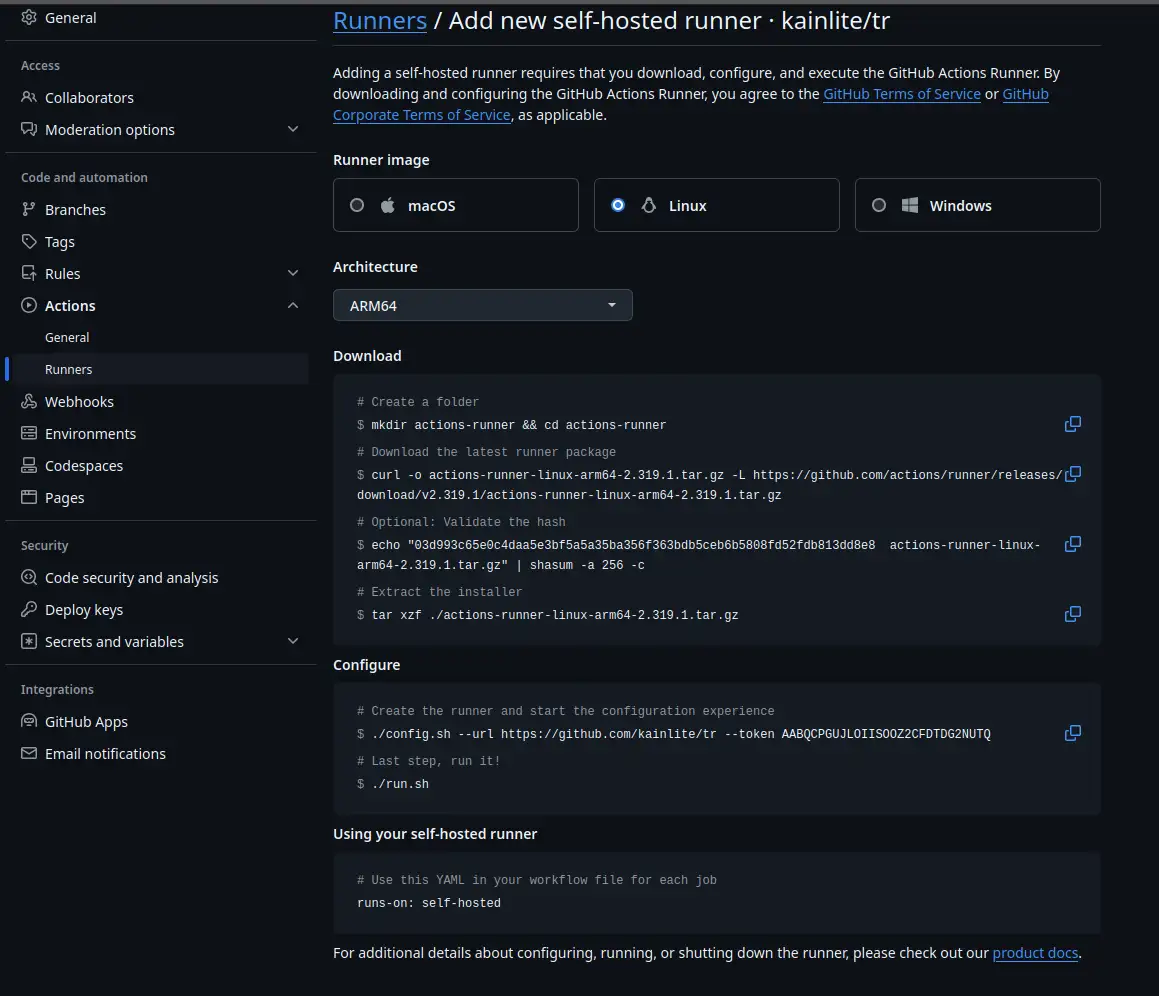 General
Access
Collaborators
Moderation options
Code and automation
Branches
Tags
Rules
Actions
General
Runners
Webhooks
Environments
Codespaces
Pages
Security
Code security and analysis
Deploy keys
Secrets and variables
Integrations
GitHub Apps
Email notifications
Runners / Add new self-hosted runner · kainlite/tr
Adding a self-hosted runner requires that you download, configure, and execute the GitHub Actions Runner. By
downloading and configuring the GitHub Actions Runner, you agree to the GitHub Terms of Service or GitHub
Corporate Terms of Service, as applicable.
Runner image
macOS
Linux
Windows
Architecture
ARM64
Download
# Create a folder
$ mkdir actions-runner && cd actions-runner
# Download the latest runner package
$ curl -o actions-runner-linux-arm64-2.319.1.tar.gz -L https://github.com/actions/runner/releases/
download/v2.319.1/actions-runner-linux-arm64-2.319.1.tar.gz
# Optional: Validate the hash
$ echo "03d993c65e0c4daa5e3bf5a5a35ba356f363bdb5ceb6b5808fd52fdb813dd8e8  actions-runner-linux-
arm64-2.319.1.tar.gz" | shasum -a 256 -c
# Extract the installer
$ tar xzf ./actions-runner-linux-arm64-2.319.1.tar.gz
Configure
# Create the runner and start the configuration experience
$ ./config.sh --url https://github.com/kainlite/tr --token AABQCPGUJLOIISOOZ2CFDTDG2NUTQ
# Last step, run it!
$ ./run.sh
Using your self-hosted runner
# Use this YAML in your workflow file for each job
runs-on: self-hosted
For additional details about configuring, running, or shutting down the runner, please check out our product docs.